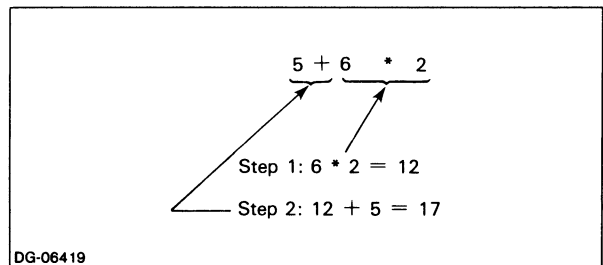 5 + 6 * 2
Step 1: 6 * 2 = 12
Step 2: 12 + 5 = 17
DG-06419